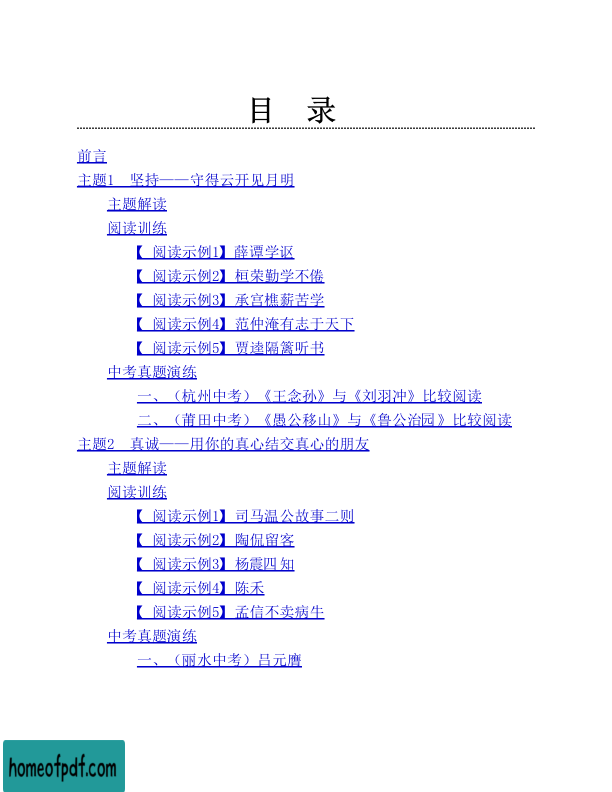 目 录
前言
主题1 坚持——守得云开见月明
主题解读
阅读训练
【阅读示例1】薛谭学讴
【阅读示例2】桓荣勤学不倦
【阅读示例3】承宫樵薪苦学
【阅读示例4】范仲淹有志于天下
【阅读示例5】贾逵隔篱听书
中考真题演练
一、（杭州中考）《王念孙》与《刘羽冲》比较阅读
二、（莆田中考）《愚公移山》与《鲁公治园》比较阅读
主题2 真诚——用你的真心结交真心的朋友
主题解读
阅读训练
【阅读示例1】司马温公故事二则
【阅读示例2】陶侃留客
【阅读示例3】杨震四知
【阅读示例4】陈禾
【阅读示例5】孟信不卖病牛
中考真题演练
一、（丽水中考）吕元膺
homeofpdf.com